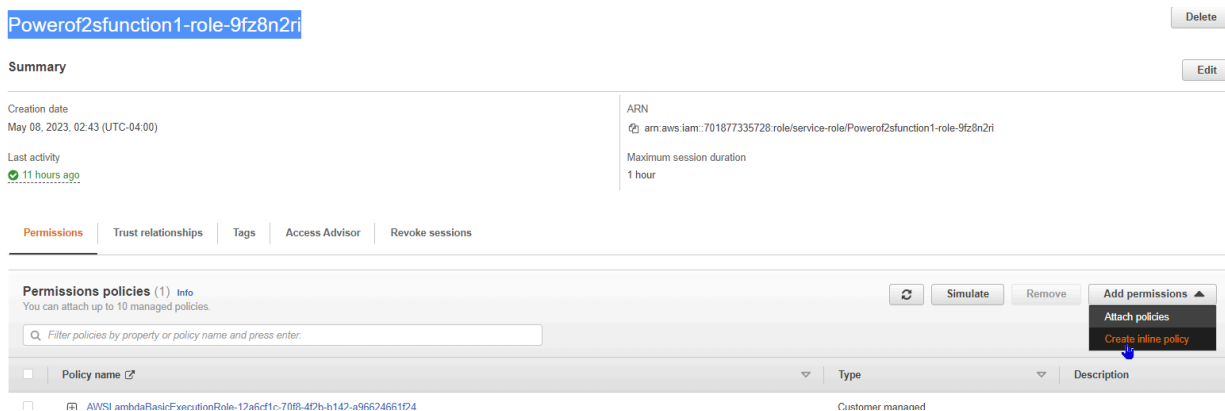 Powerof2sfunction1-role-9fz8n2ri
Delete
Summary
Edit
Creation date
May 08, 2023, 02:43 (UTC-04:00)
ARN
arn:aws:iam::701877335728:role/service-role/Powerof2sfunction1-role-9fz8n2ri
Last activity
11 hours ago
Maximum session duration
1 hour
Permissions Trust relationships Tags Access Advisor Revoke sessions
Permissions policies (1) Info
You can attach up to 10 managed policies.
Simulate Remove Add permissions
Attach policies
Create inline policy
Filter policies by property or policy name and press enter.
Policy name Type Description
AWSLambdaBasicExecutionRole-12a6cf1c-70f8-4f2b-b142-a96624661f24 Customer managed